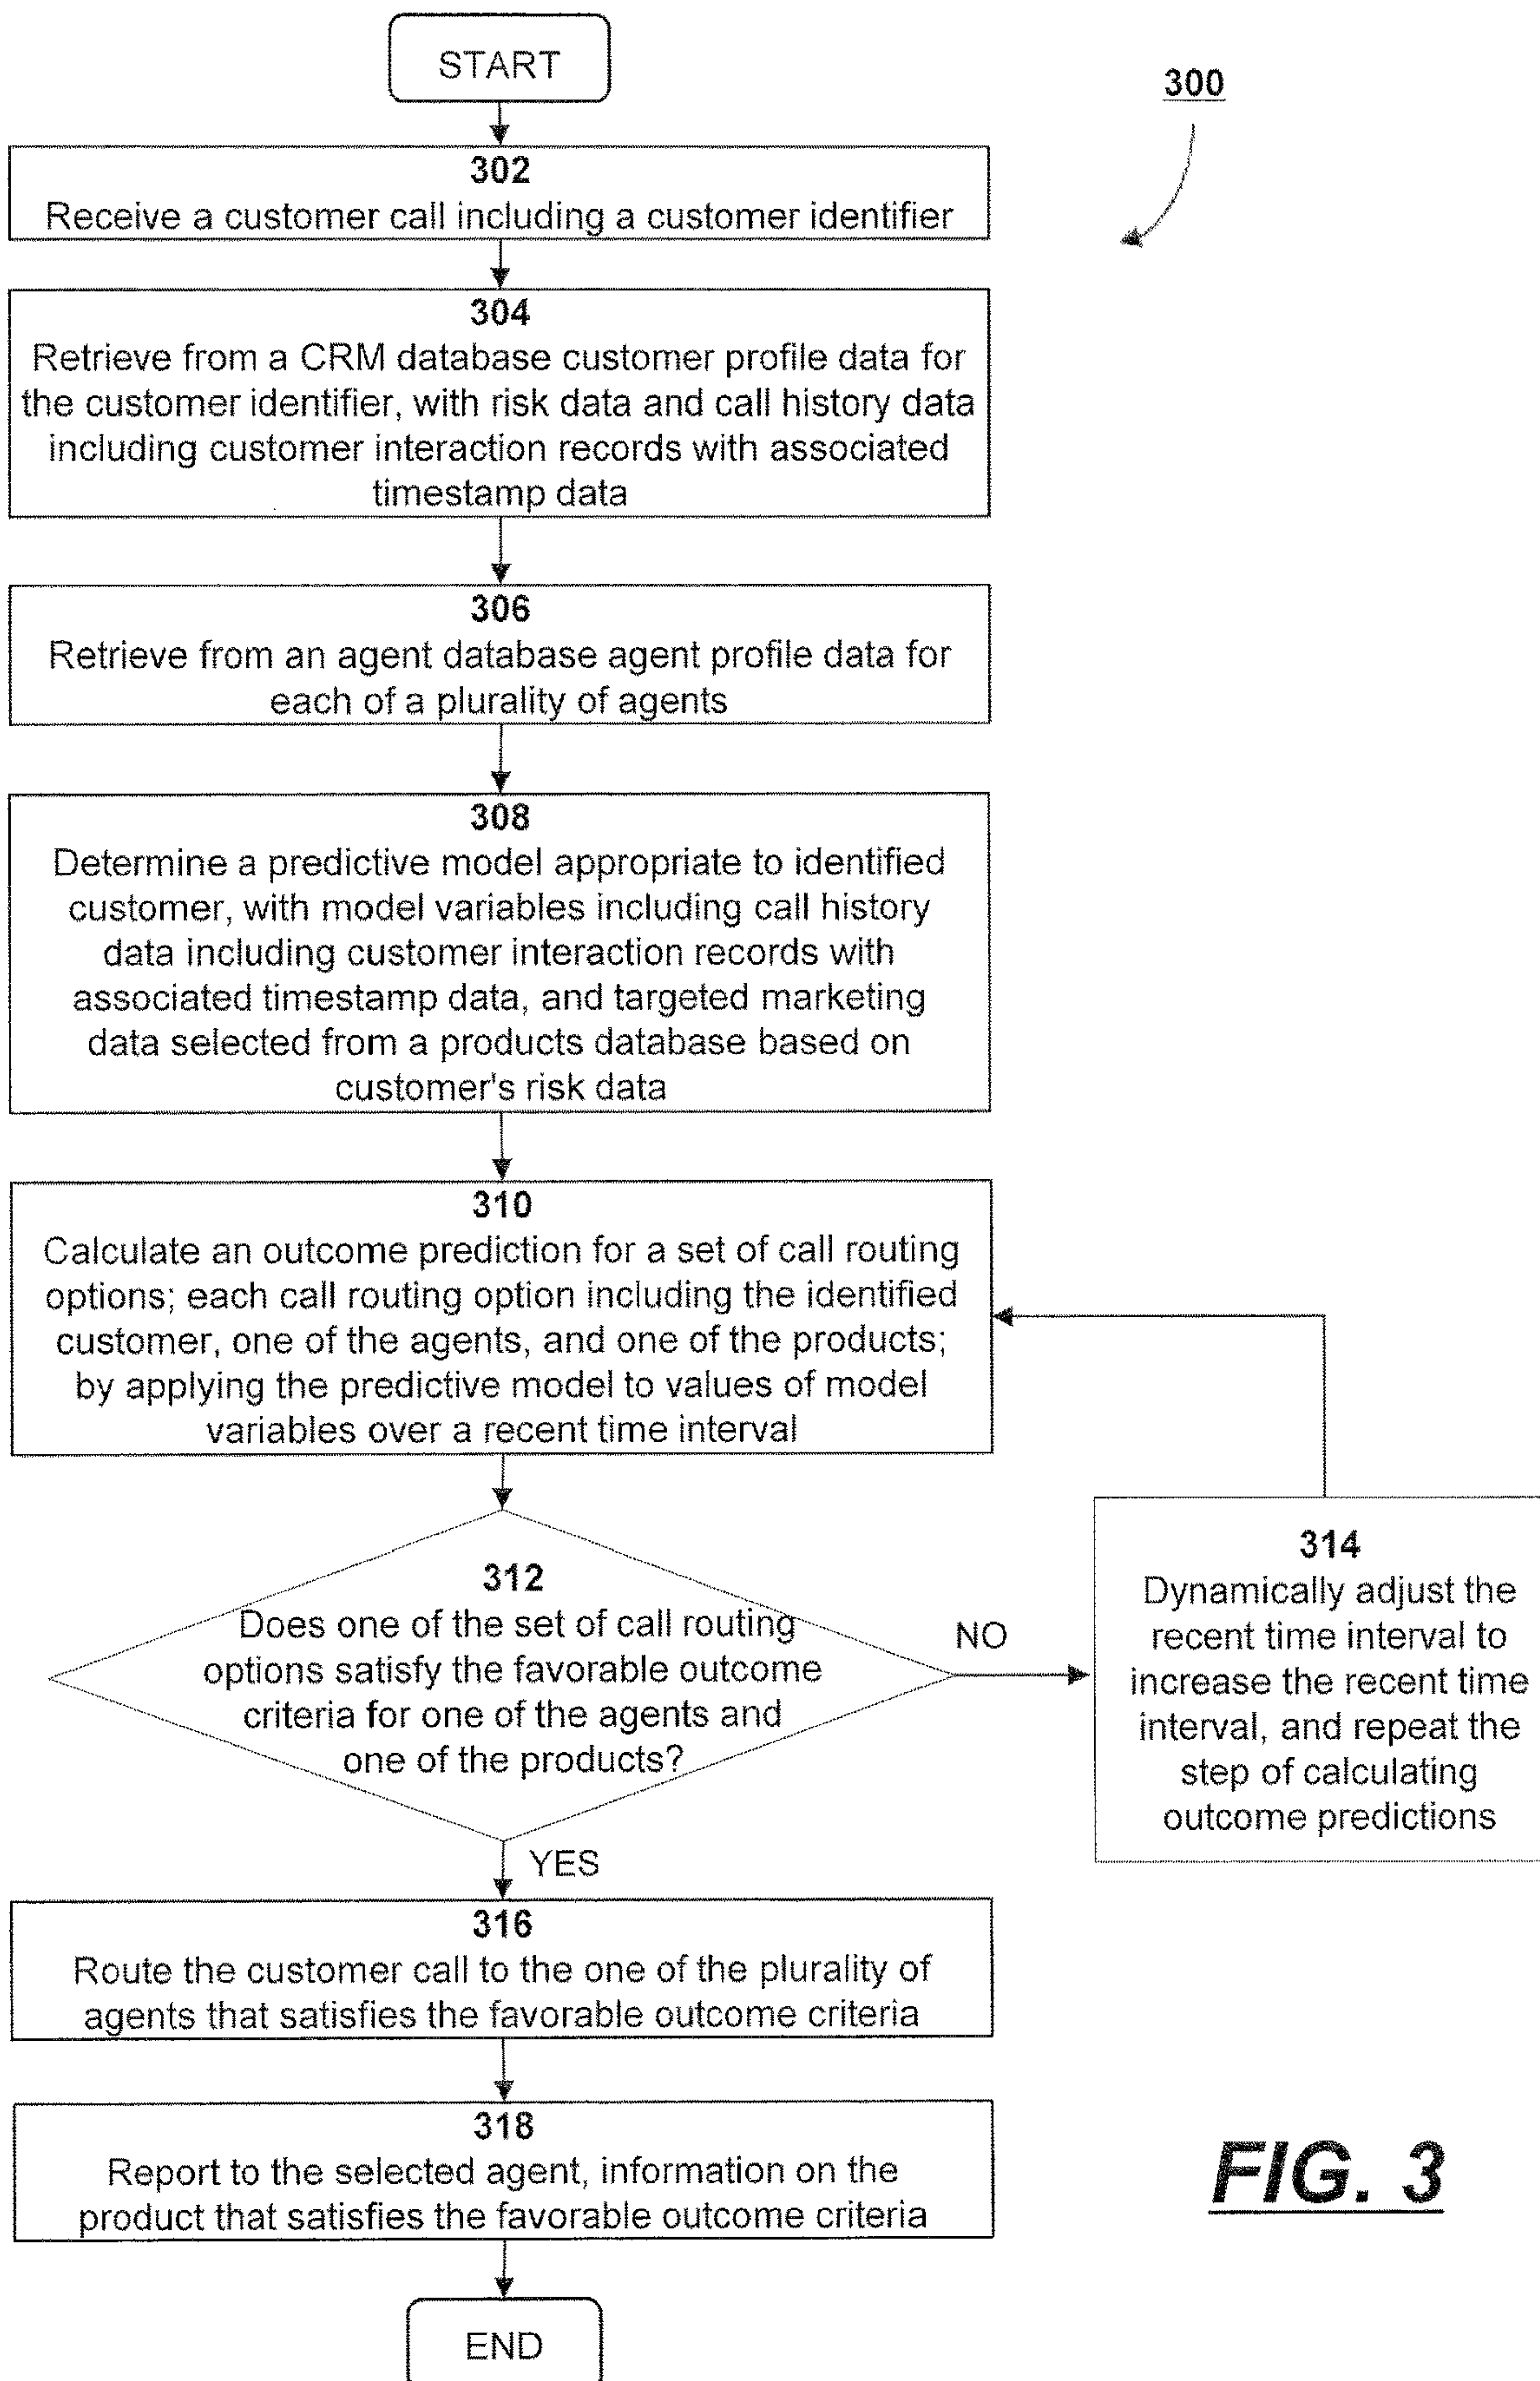 START
300
302
Receive a customer call including a customer identifier
304
Retrieve from a CRM database customer profile data for
the customer identifier, with risk data and call history data
including customer interaction records with associated
timestamp data
306
Retrieve from an agent database agent profile data for
each of a plurality of agents
308
Determine a predictive model appropriate to identified
customer, with model variables including call history
data including customer interaction records with
associated timestamp data, and targeted marketing
data selected from a products database based on
customer's risk data
310
Calculate an outcome prediction for a set of call routing
options; each call routing option including the identified
customer, one of the agents, and one of the products;
by applying the predictive model to values of model
variables over a recent time interval
312
Does one of the set of call routing
options satisfy the favorable outcome
criteria for one of the agents and
one of the products?
NO
314
Dynamically adjust the
recent time interval to
increase the recent time
interval, and repeat the
step of calculating
outcome predictions
YES
316
Route the customer call to the one of the plurality of
agents that satisfies the favorable outcome criteria
318
Report to the selected agent, information on the
product that satisfies the favorable outcome criteria
FIG. 3
END